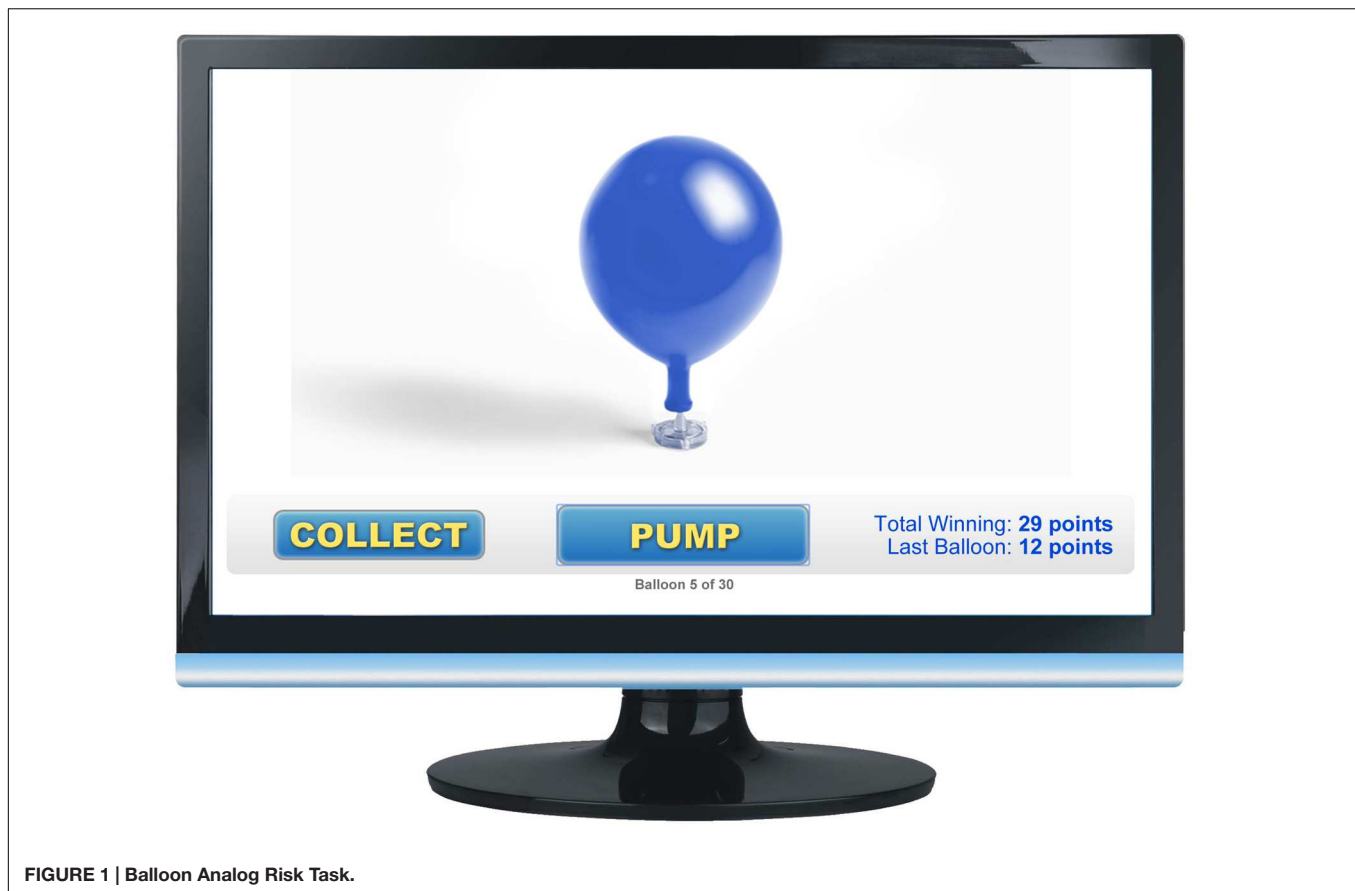 COLLECT
PUMP
Total Winning: 29 points
Last Balloon: 12 points
Balloon 5 of 30
FIGURE 1 | Balloon Analog Risk Task.